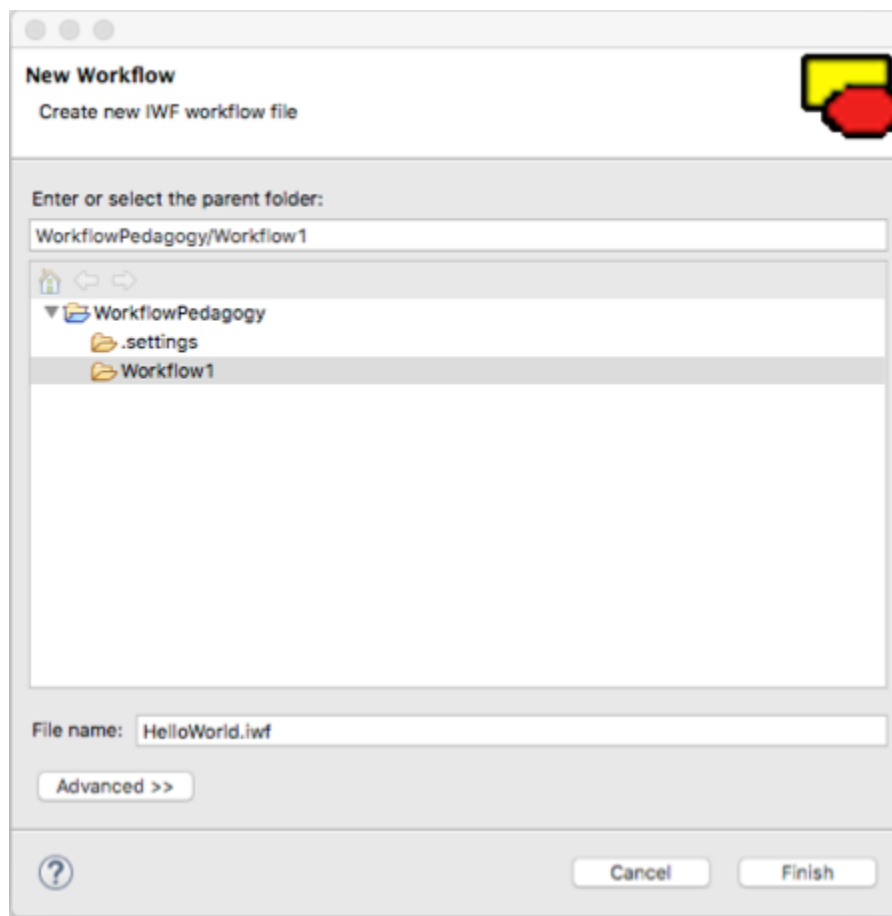 New Workflow
Create new IWF workflow file
Enter or select the parent folder:
WorkflowPedagogy/Workflow1
WorkflowPedagogy
.settings
Workflow1
File name: HelloWorld.iwf
Advanced >>
? Cancel Finish